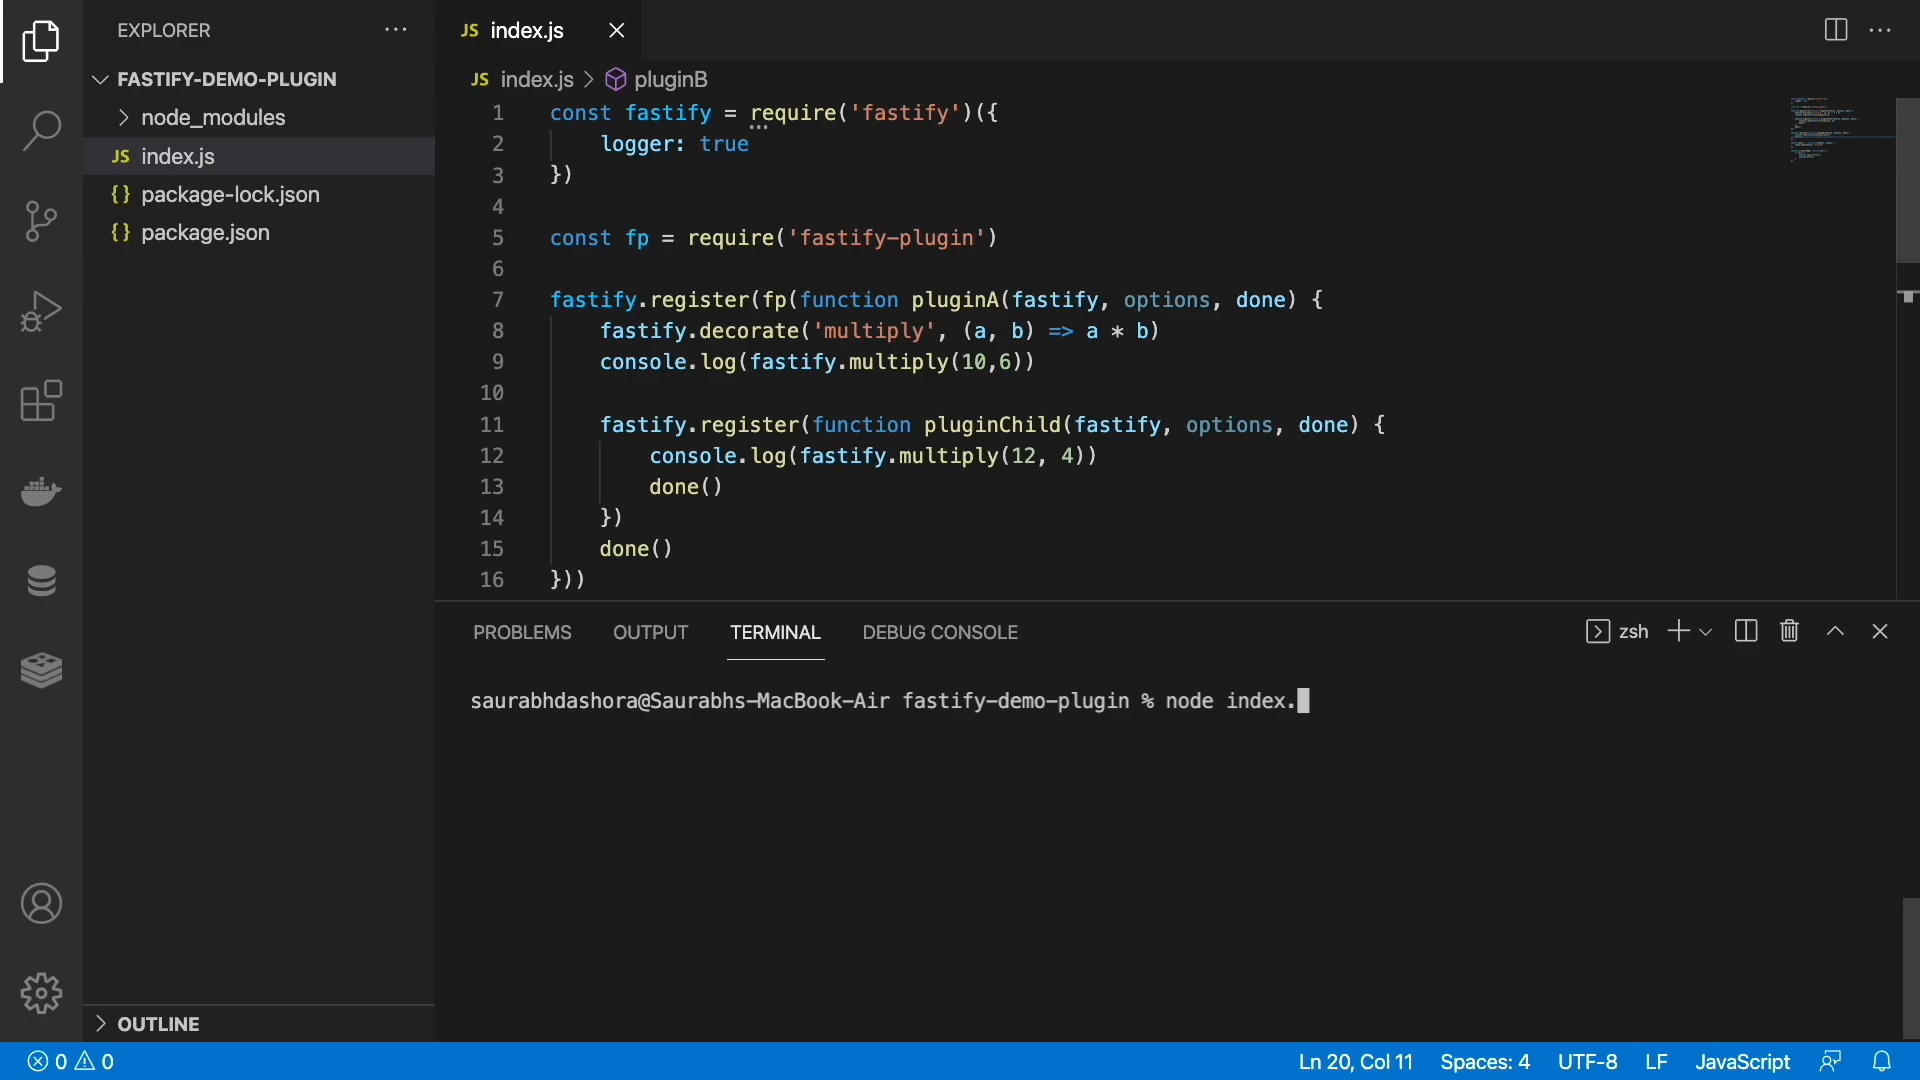 EXPLORER
FASTIFY-DEMO-PLUGIN
node_modules
JS index.js
{} package-lock.json
{} package.json
OUTLINE
JS index.js
JS index.js > pluginB
1 const fastify = require('fastify')({
2     logger: true
3 })
4
5 const fp = require('fastify-plugin')
6
7 fastify.register(fp(function pluginA(fastify, options, done) {
8     fastify.decorate('multiply', (a, b) => a * b)
9     console.log(fastify.multiply(10,6))
10
11     fastify.register(function pluginChild(fastify, options, done) {
12         console.log(fastify.multiply(12, 4))
13         done()
14     })
15     done()
16 }))
PROBLEMS OUTPUT TERMINAL DEBUG CONSOLE zsh
saurabhdashora@Saurabhs-MacBook-Air fastify-demo-plugin % node index.
0 0 Ln 20, Col 11 Spaces: 4 UTF-8 LF JavaScript